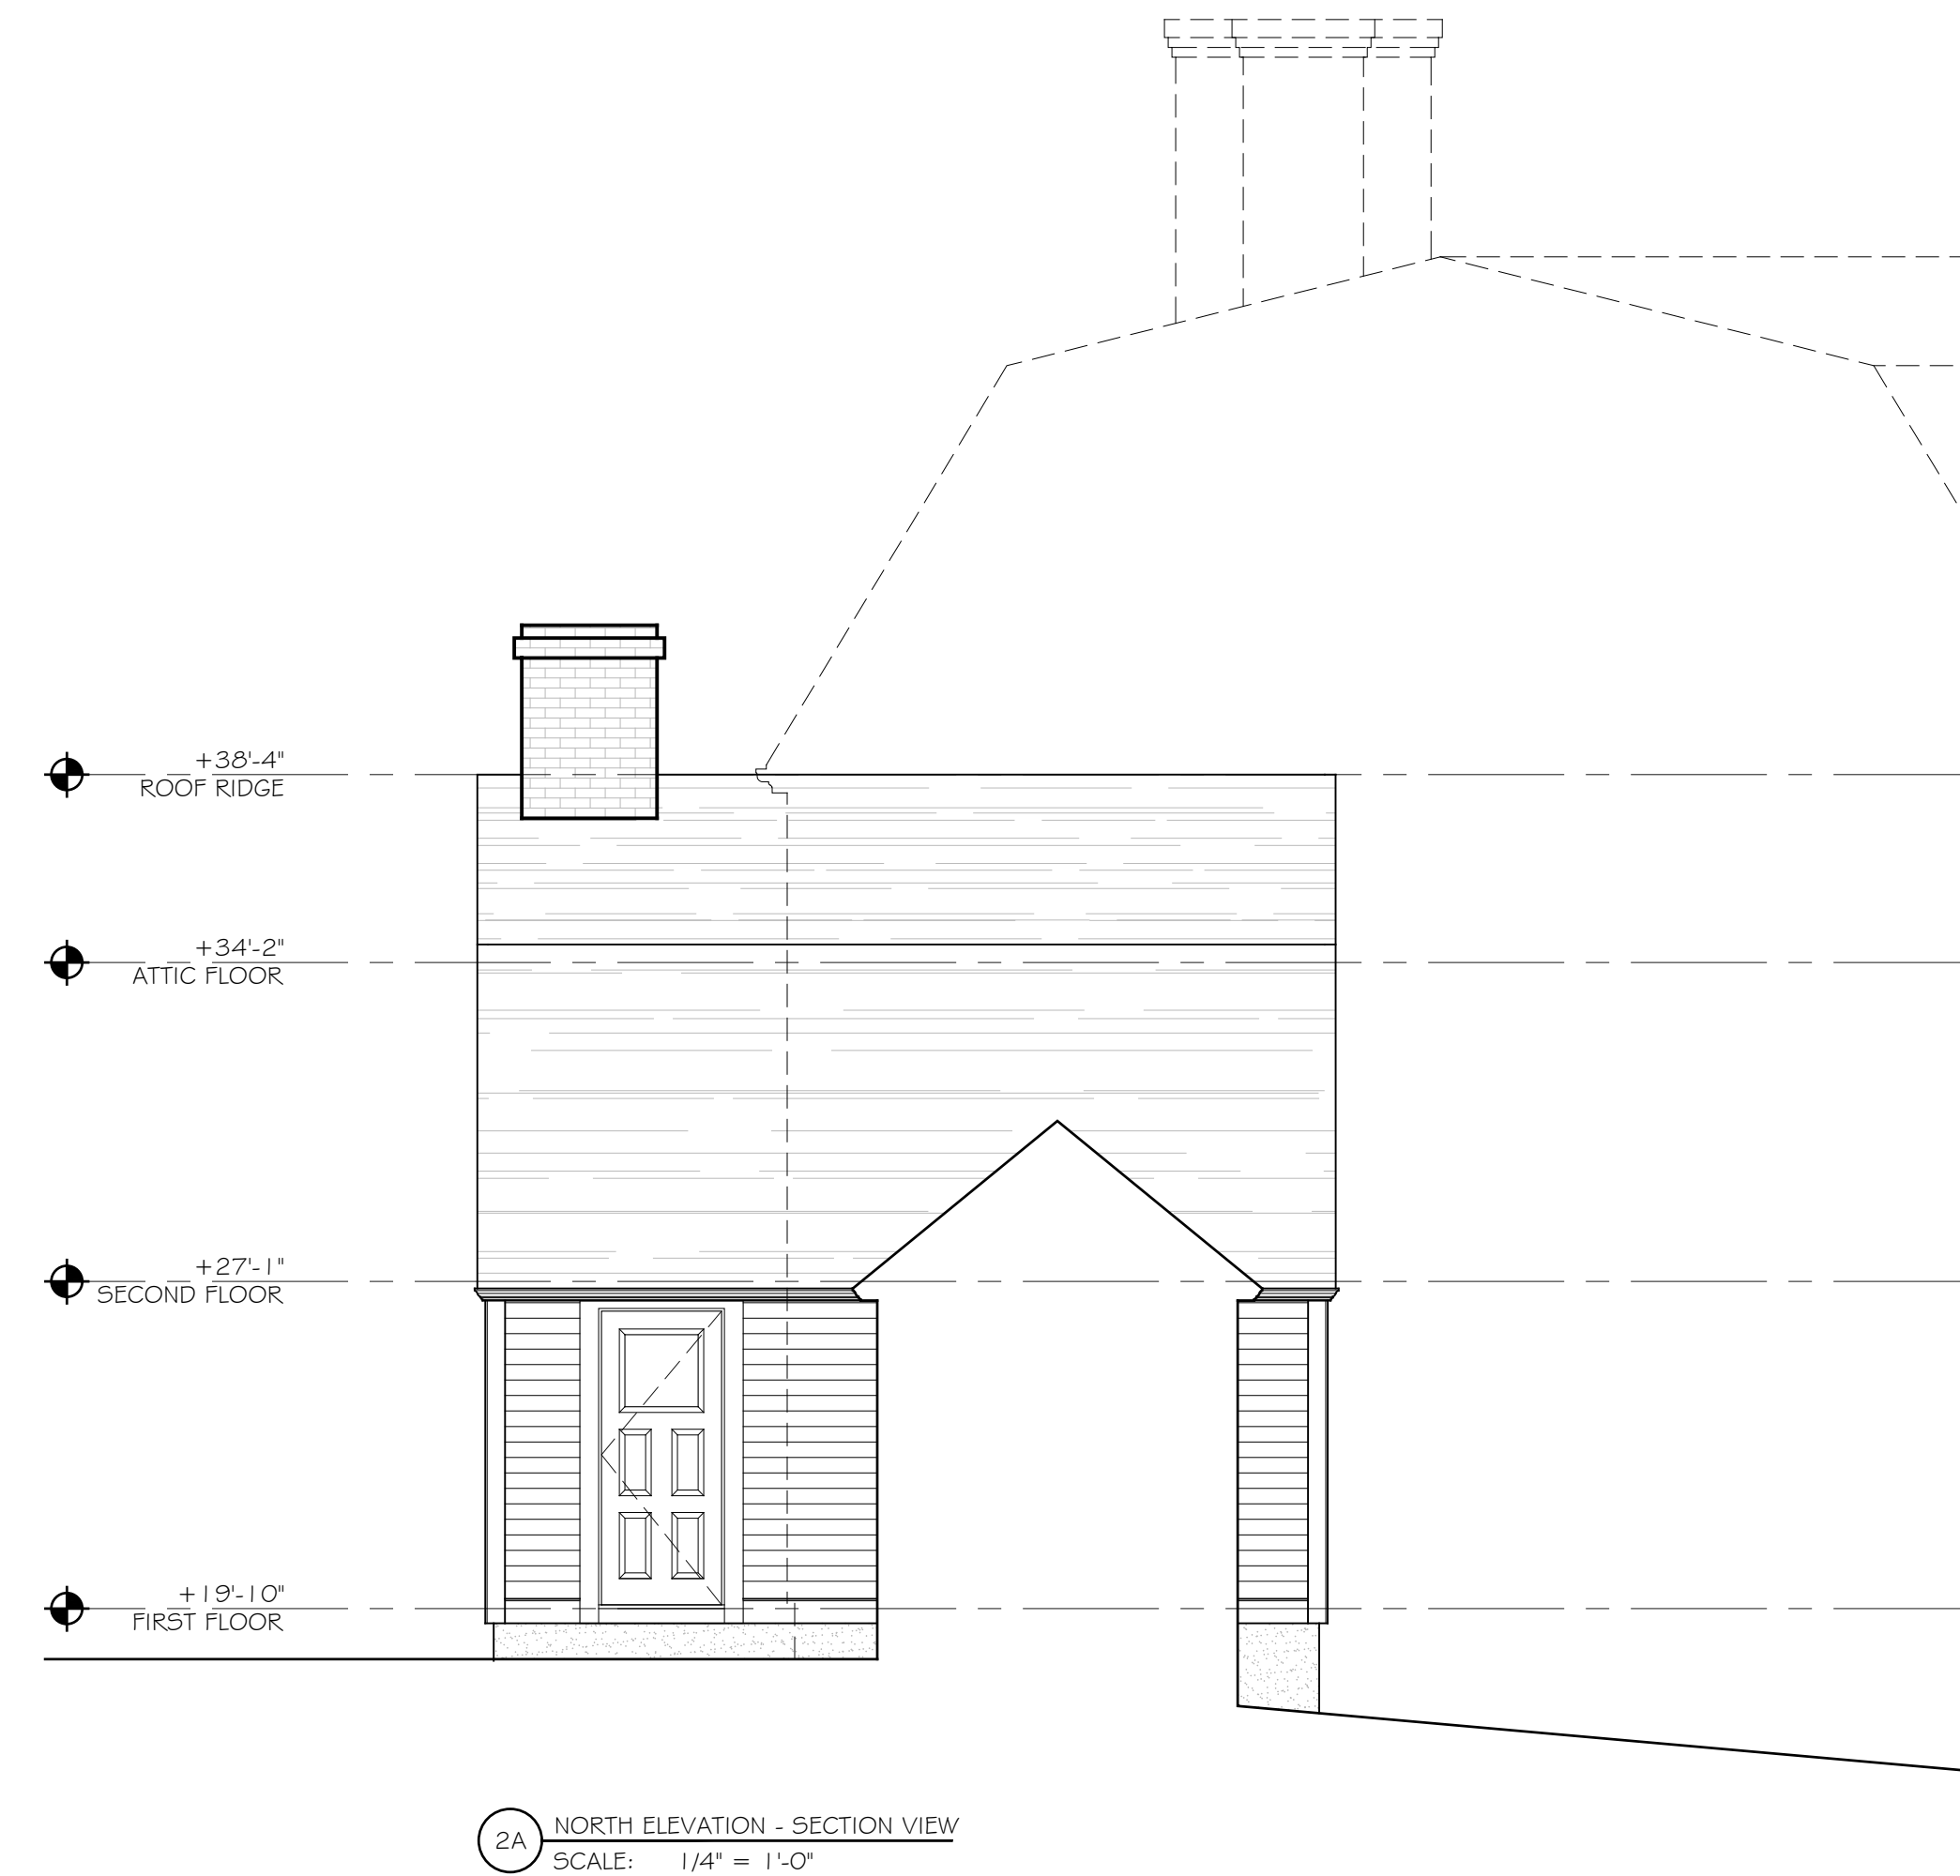 +38'-4"
ROOF RIDGE
+34'-2"
ATTIC FLOOR
+27'-1"
SECOND FLOOR
+19'-10"
FIRST FLOOR
2A
NORTH ELEVATION - SECTION VIEW
SCALE: 1/4" = 1'-0"